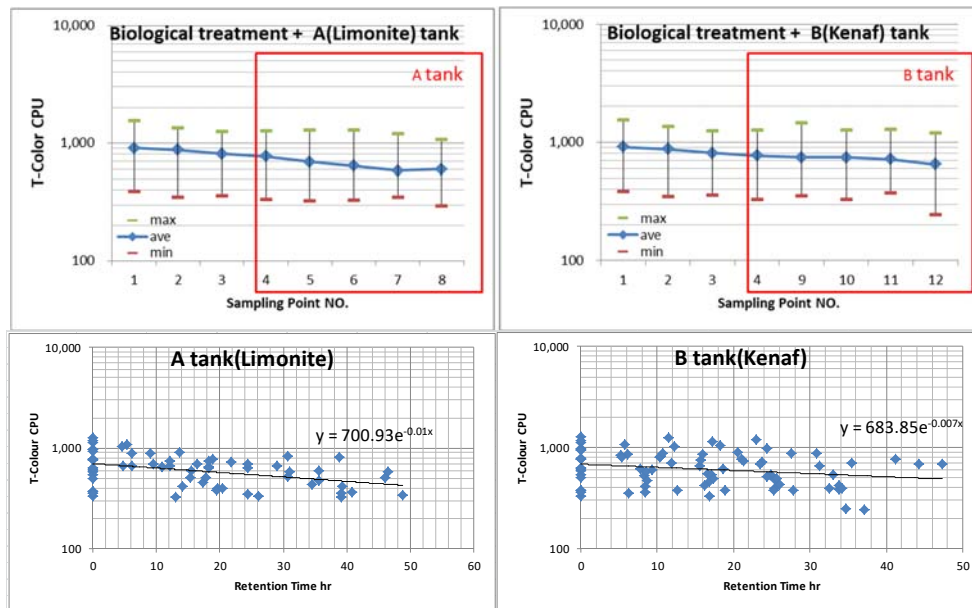 Biological treatment + A(Limonite) tank
A tank
10,000
1,000
100
T-Color CPU
max
ave
min
1 2 3 4 5 6 7 8
Sampling Point NO.
Biological treatment + B(Kenaf) tank
B tank
10,000
1,000
100
T-Color CPU
max
ave
min
1 2 3 4 9 10 11 12
Sampling Point NO.
A tank(Limonite)
10,000
1,000
100
T-Colour CPU
y = 700.93e^-0.01x
0 10 20 30 40 50 60
Retention Time hr
B tank(Kenaf)
10,000
1,000
100
T-Colour CPU
y = 683.85e^-0.007x
0 10 20 30 40 50
Retention Time hr